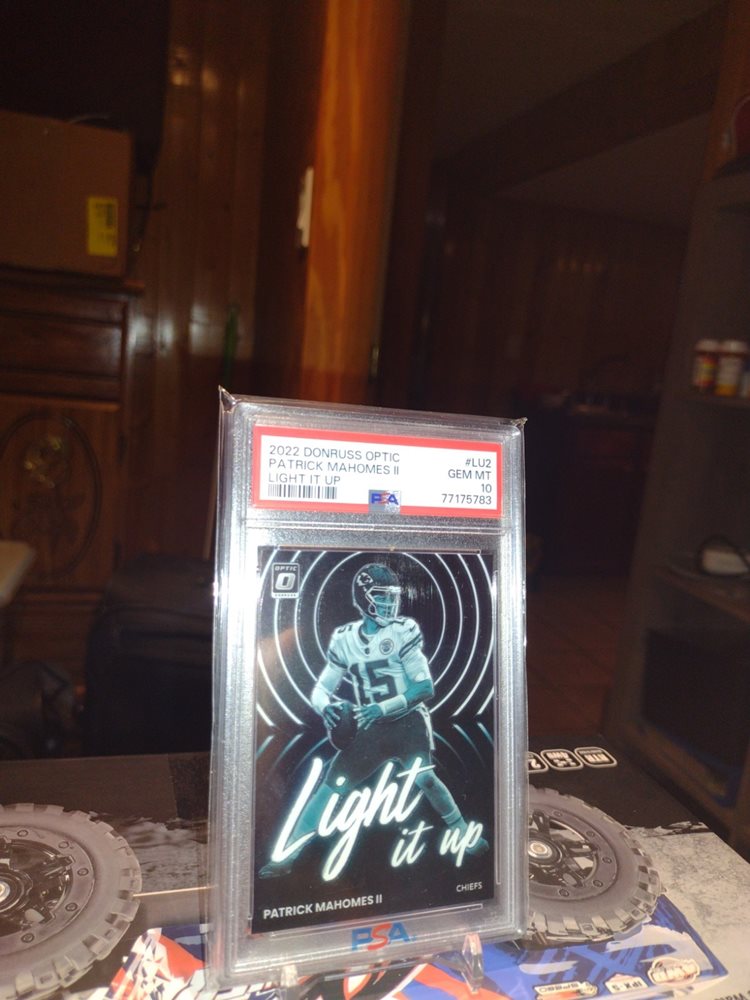 2022 DONRUSS OPTIC #LU2
PATRICK MAHOMES II GEM MT
LIGHT IT UP 10
PSA 77175783
OPTIC
15
Light
it up
CHIEFS
PATRICK MAHOMES II
PSA